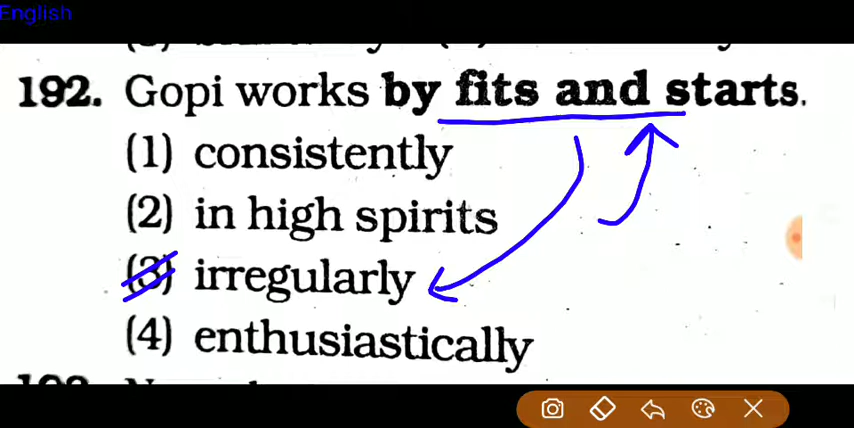 English
192. Gopi works by fits and starts.
(1) consistently
(2) in high spirits
(3) irregularly
(4) enthusiastically